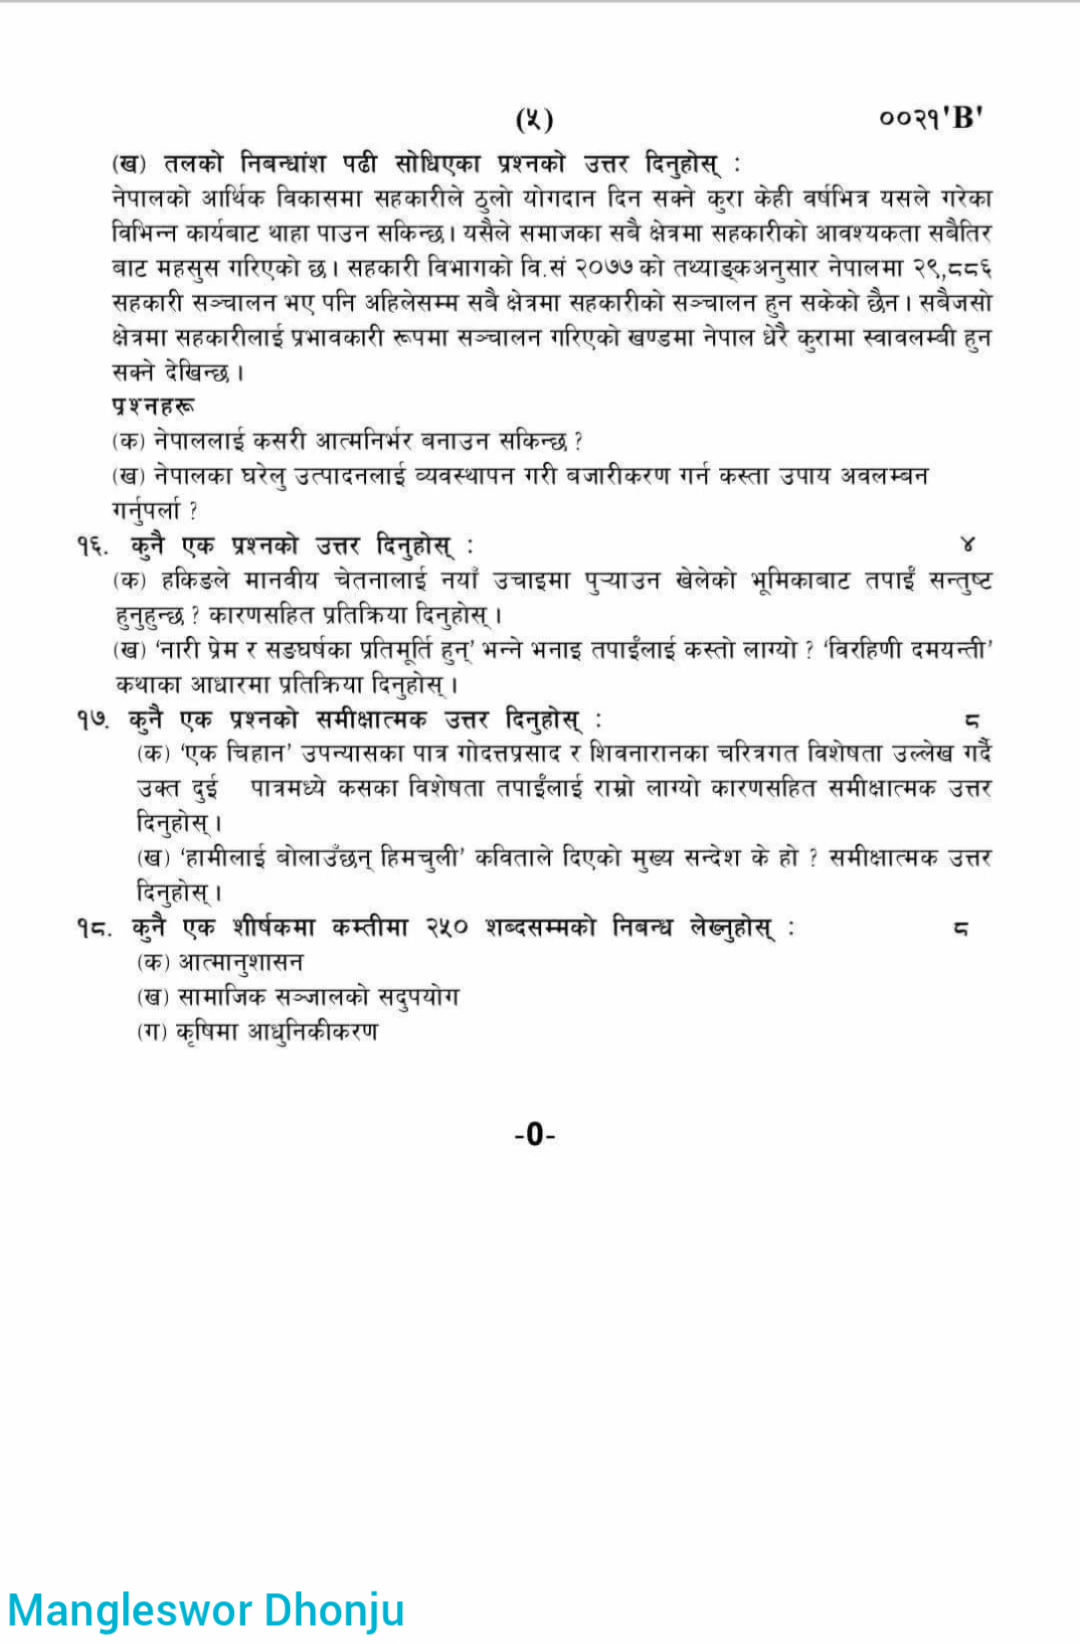 (५)
००२१'B'
(ख) तलको निबन्धांश पढी सोधिएका प्रश्नको उत्तर दिनुहोस् :
नेपालको आर्थिक विकासमा सहकारीले ठुलो योगदान दिन सक्ने कुरा केही वर्षभित्र यसले गरेका
विभिन्न कार्यबाट थाहा पाउन सकिन्छ। यसैले समाजका सबै क्षेत्रमा सहकारीको आवश्यकता सबैतिर
बाट महसुस गरिएको छ। सहकारी विभागको वि.सं २०७७ को तथ्याङ्कअनुसार नेपालमा २९,८८६
सहकारी सञ्चालन भए पनि अहिलेसम्म सबै क्षेत्रमा सहकारीको सञ्चालन हुन सकेको छैन। सबैजसो
क्षेत्रमा सहकारीलाई प्रभावकारी रूपमा सञ्चालन गरिएको खण्डमा नेपाल धेरै कुरामा स्वावलम्बी हुन
सक्ने देखिन्छ।
प्रश्नहरू
(क) नेपाललाई कसरी आत्मनिर्भर बनाउन सकिन्छ ?
(ख) नेपालका घरेलु उत्पादनलाई व्यवस्थापन गरी बजारीकरण गर्न कस्ता उपाय अवलम्बन
गर्नुपर्ला ?
१६. कुनै एक प्रश्नको उत्तर दिनुहोस् : ४
(क) हकिङले मानवीय चेतनालाई नयाँ उचाइमा पुऱ्याउन खेलेको भूमिकाबाट तपाईँ सन्तुष्ट
हुनुहुन्छ ? कारणसहित प्रतिक्रिया दिनुहोस्।
(ख) 'नारी प्रेम र सङघर्षका प्रतिमूर्ति हुन्' भन्ने भनाइ तपाईँलाई कस्तो लाग्यो ? 'विरहिणी दमयन्ती'
कथाका आधारमा प्रतिक्रिया दिनुहोस्।
१७. कुनै एक प्रश्नको समीक्षात्मक उत्तर दिनुहोस् : ८
(क) 'एक चिहान' उपन्यासका पात्र गोदत्तप्रसाद र शिवनारानका चरित्रगत विशेषता उल्लेख गर्दै
उक्त दुई पात्रमध्ये कसका विशेषता तपाईँलाई राम्रो लाग्यो कारणसहित समीक्षात्मक उत्तर
दिनुहोस्।
(ख) 'हामीलाई बोलाउँछन् हिमचुली' कविताले दिएको मुख्य सन्देश के हो ? समीक्षात्मक उत्तर
दिनुहोस्।
१८. कुनै एक शीर्षकमा कम्तीमा २५० शब्दसम्मको निबन्ध लेख्नुहोस् : ८
(क) आत्मानुशासन
(ख) सामाजिक सञ्जालको सदुपयोग
(ग) कृषिमा आधुनिकीकरण
-0-
Mangleswor Dhonju